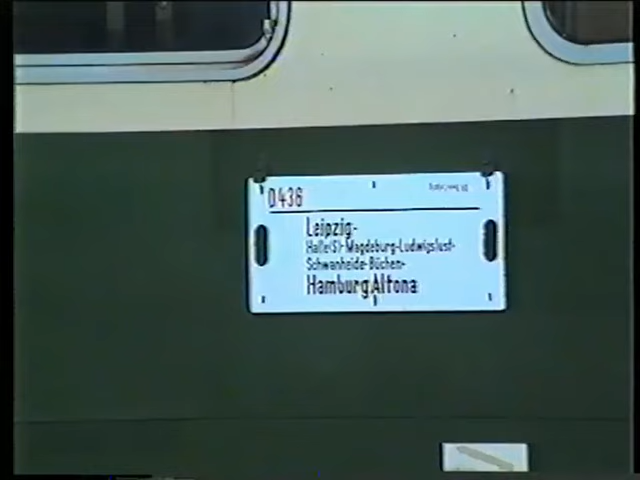 D 436
Leipzig-
Halle(S)-Magdeburg-Ludwigslust-
Schwanheide-Büchen-
Hamburg Altona